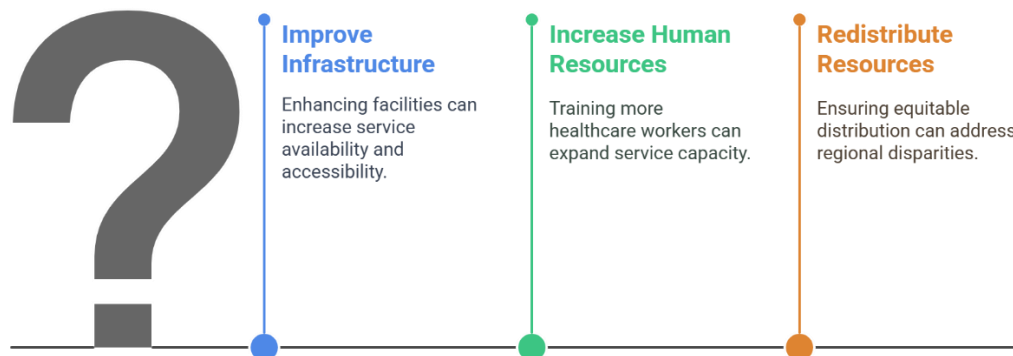 Improve
Infrastructure
Enhancing facilities can
increase service
availability and
accessibility.
Increase Human
Resources
Training more
healthcare workers can
expand service capacity.
Redistribute
Resources
Ensuring equitable
distribution can address
regional disparities.